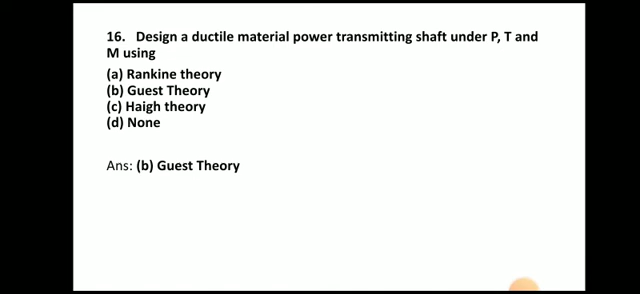 16. Design a ductile material power transmitting shaft under P, T and
M using
(a) Rankine theory
(b) Guest Theory
(c) Haigh theory
(d) None
Ans: (b) Guest Theory